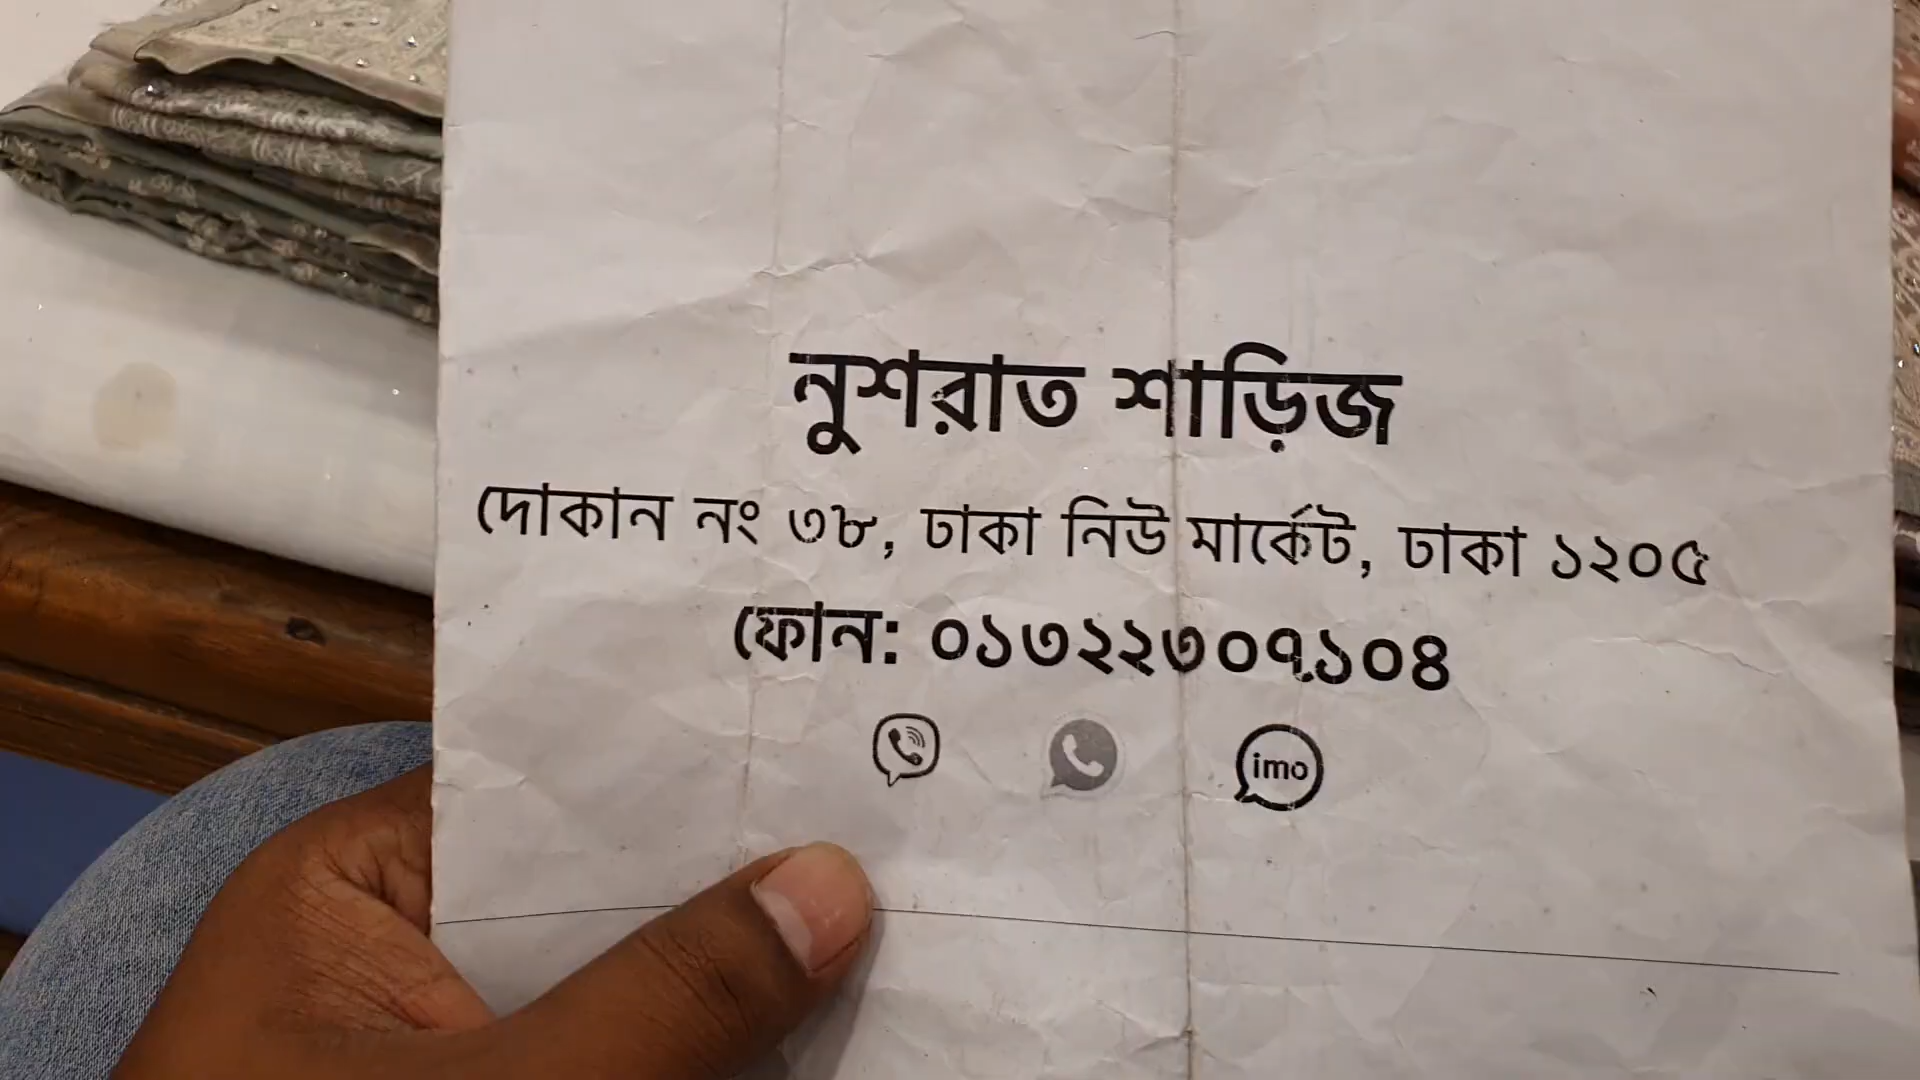 নুশরাত শাড়িজ
দোকান নং ৩৮, ঢাকা নিউ মার্কেট, ঢাকা ১২০৫
ফোন: ০১৩২২৩০৭১০৪
imo